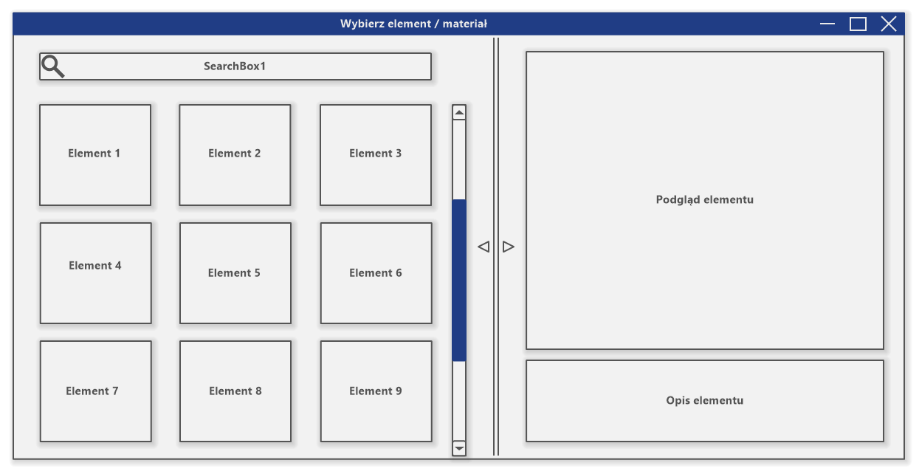 Wybierz element / materiał
SearchBox1
Element 1
Element 2
Element 3
Element 4
Element 5
Element 6
Element 7
Element 8
Element 9
Podgląd elementu
Opis elementu